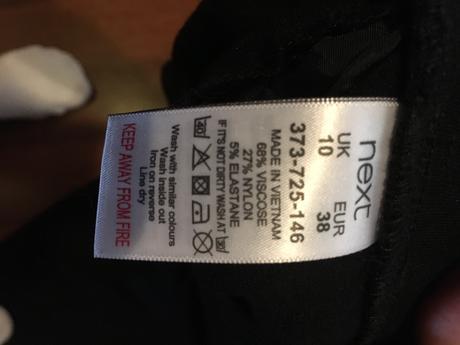 next
UK EUR
10 38
373-725-146
MADE IN VIETNAM
68% VISCOSE
27% NYLON
5% ELASTANE
IF IT'S NOT DIRTY WASH AT 30
40
Wash with similar colours
Wash inside out
Iron on reverse
Line dry
KEEP AWAY FROM FIRE